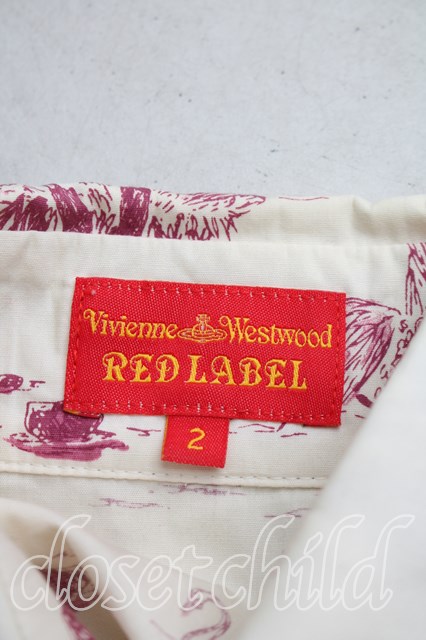 Vivienne Westwood
RED LABEL
2
closetchild